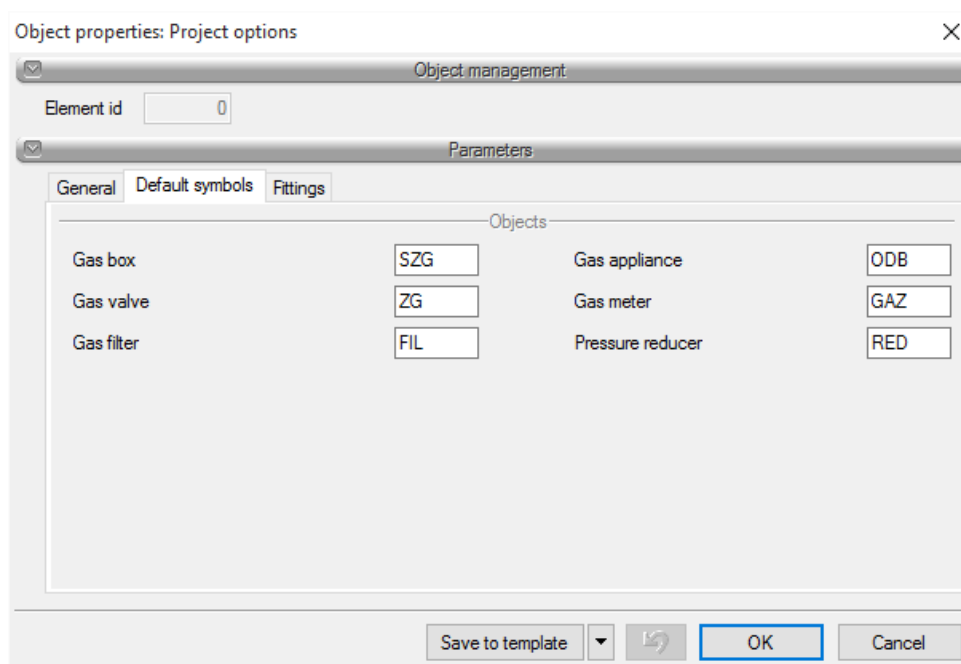 Object properties: Project options
Object management
Element id 0
Parameters
General Default symbols Fittings
Objects
Gas box SZG Gas appliance ODB
Gas valve ZG Gas meter GAZ
Gas filter FIL Pressure reducer RED
Save to template OK Cancel